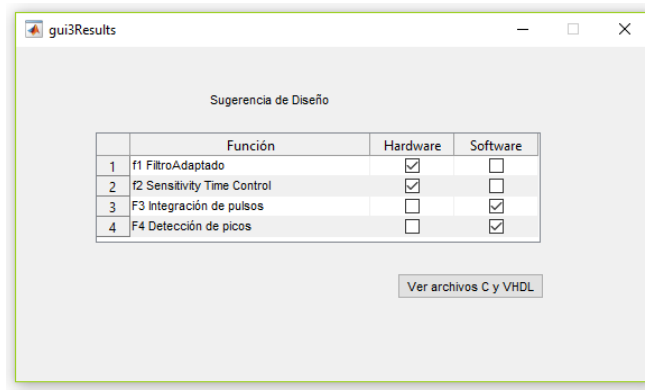 gui3Results
Sugerencia de Diseño
Función Hardware Software
1 f1 FiltroAdaptado
2 f2 Sensitivity Time Control
3 F3 Integración de pulsos
4 F4 Detección de picos
Ver archivos C y VHDL